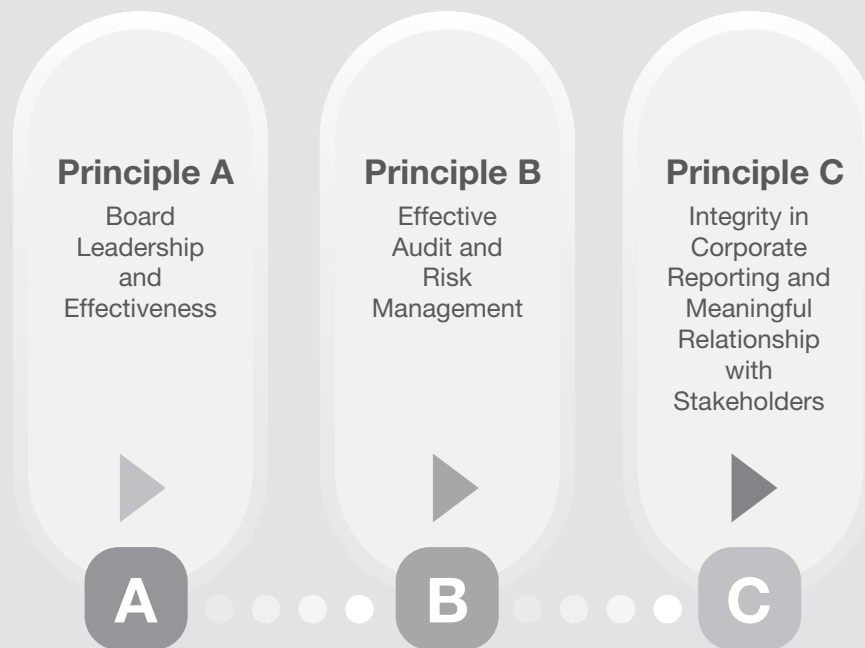 Principle A
Board
Leadership
and
Effectiveness
A
Principle B
Effective
Audit and
Risk
Management
B
Principle C
Integrity in
Corporate
Reporting and
Meaningful
Relationship
with
Stakeholders
C